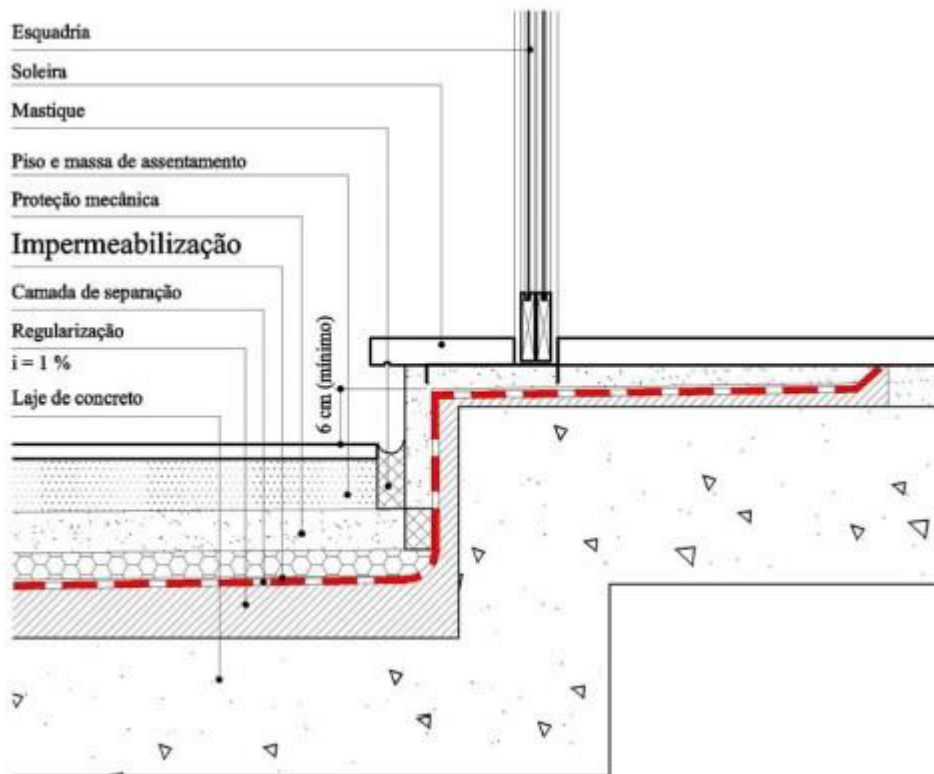 Esquadria
Soleira
Mastique
Piso e massa de assentamento
Proteção mecânica
Impermeabilização
Camada de separação
Regularização
i = 1 %
Laje de concreto
6 cm (mínimo)